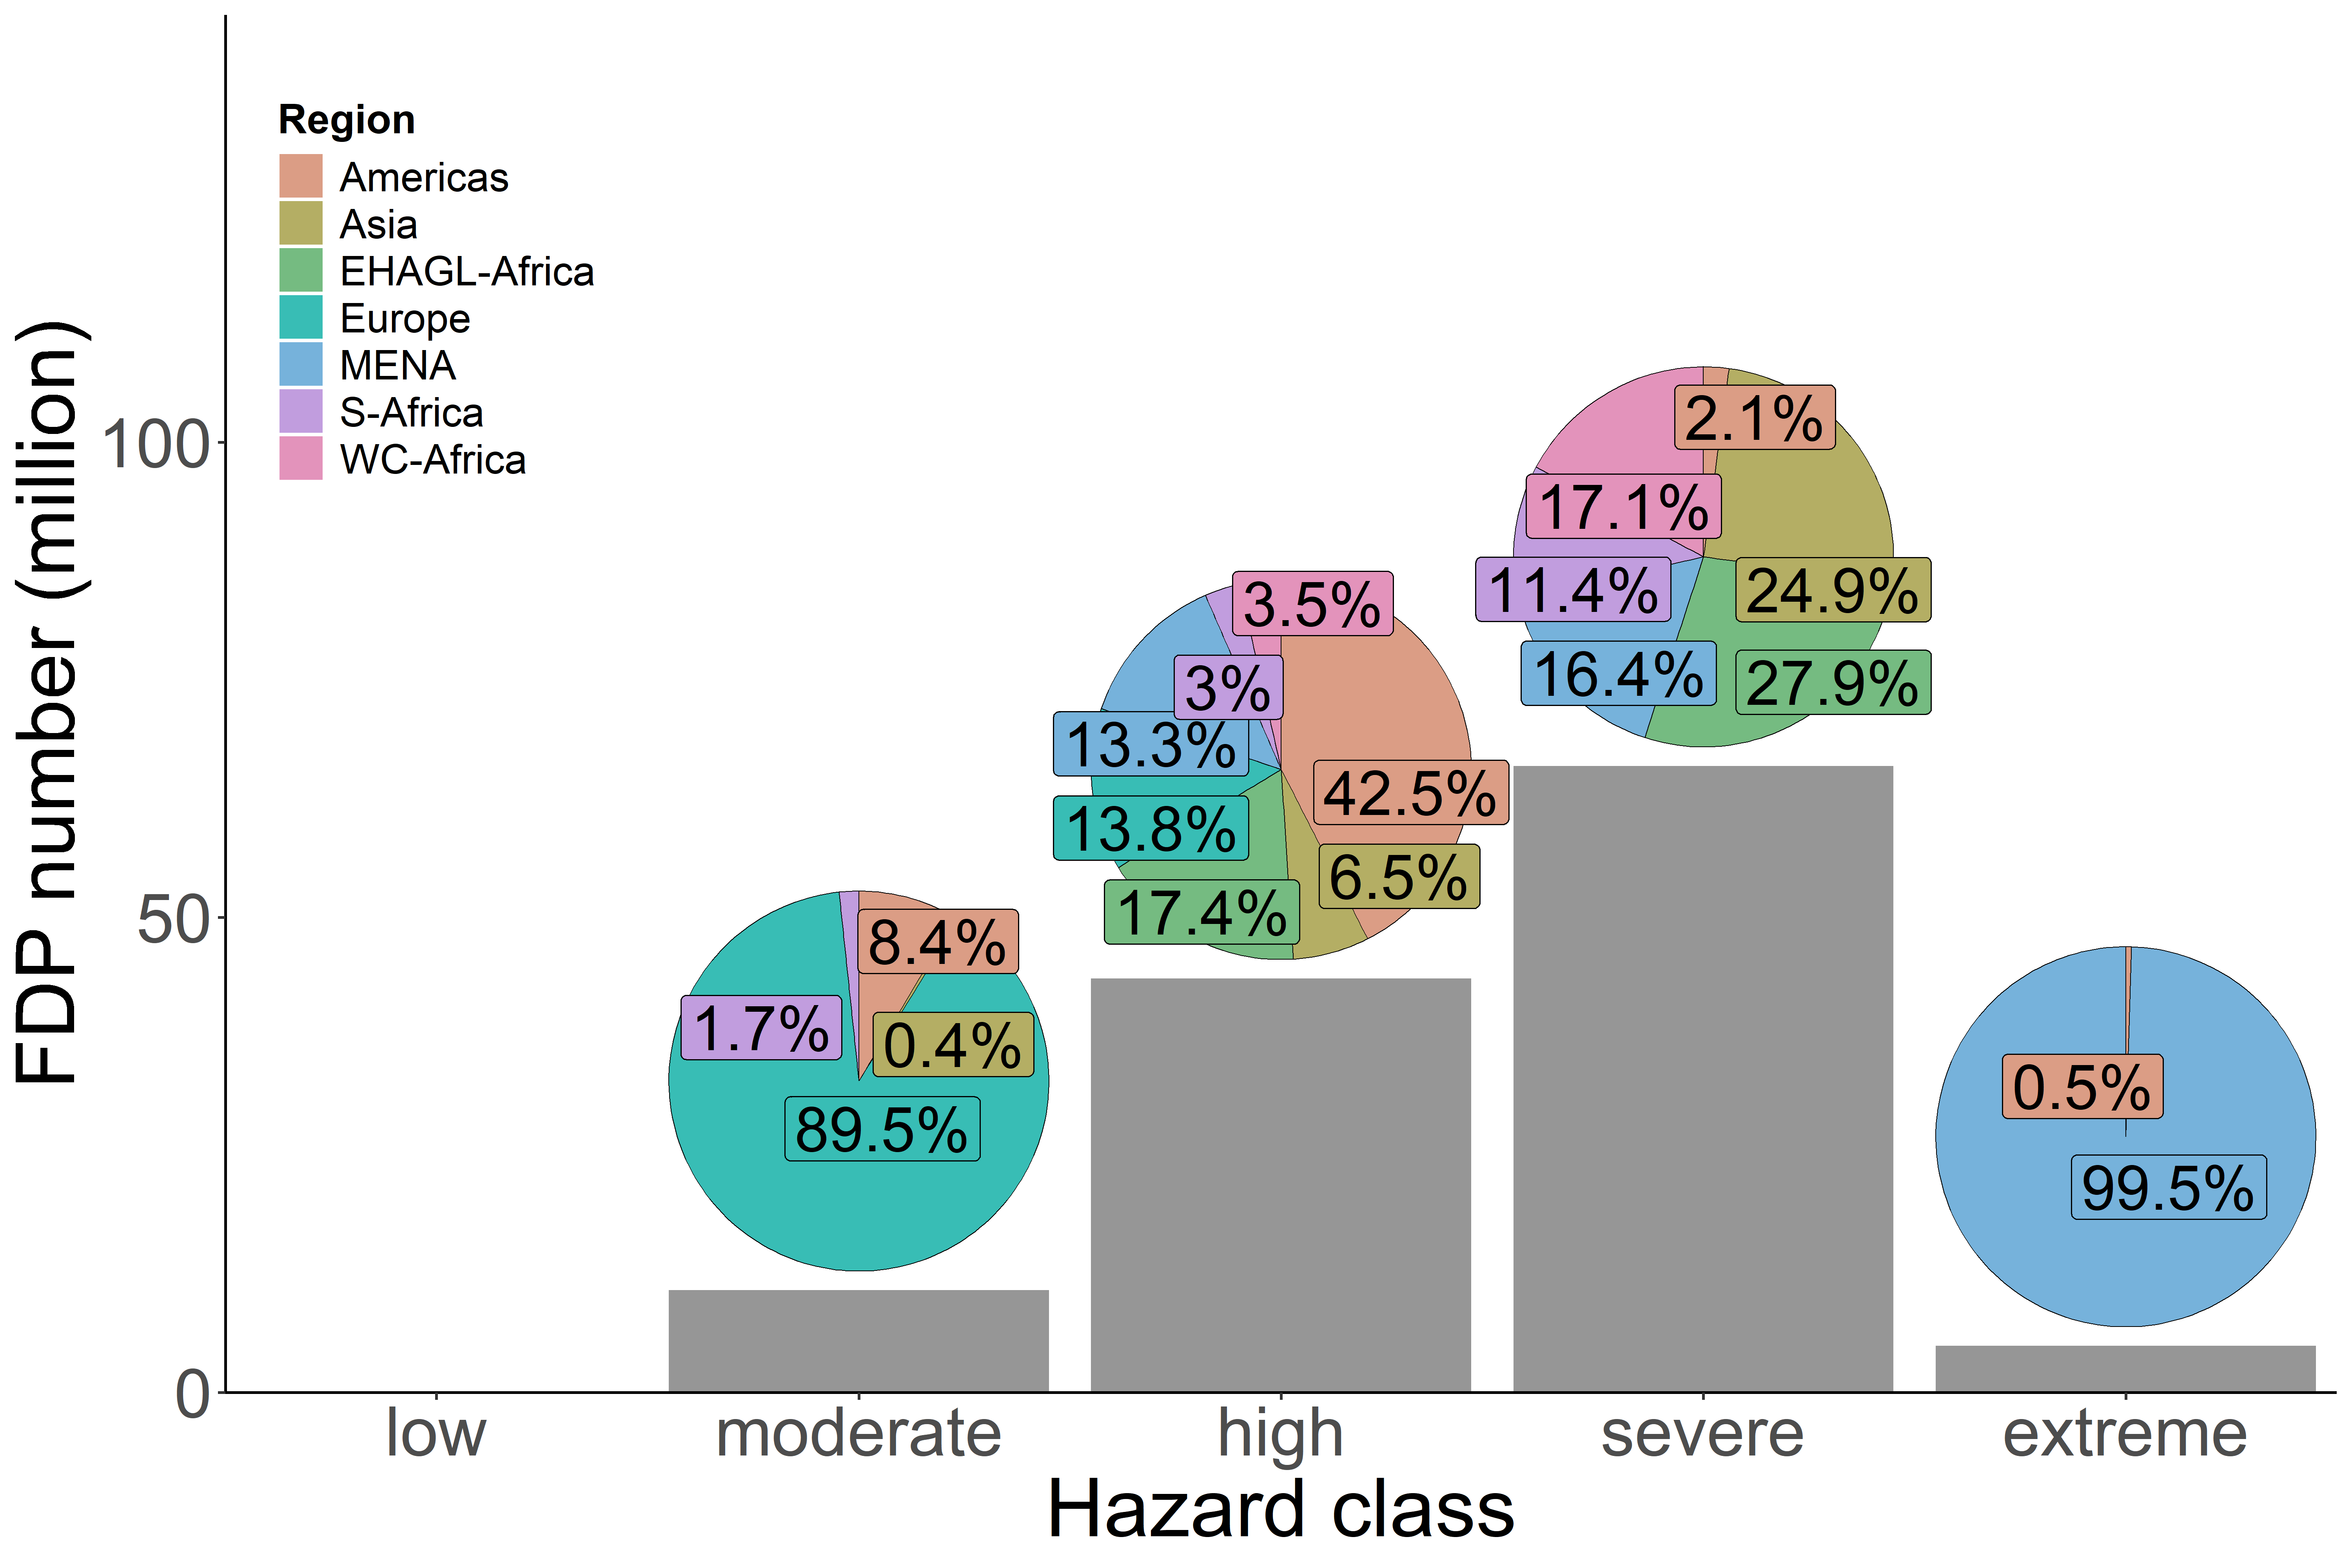 Region
Americas
Asia
EHAGL-Africa
Europe
MENA
S-Africa
WC-Africa
FDP number (million)
100
50
0
8.4%
1.7%
0.4%
89.5%
3.5%
3%
13.3%
42.5%
13.8%
6.5%
17.4%
2.1%
17.1%
11.4%
24.9%
16.4%
27.9%
0.5%
99.5%
low
moderate
high
severe
extreme
Hazard class